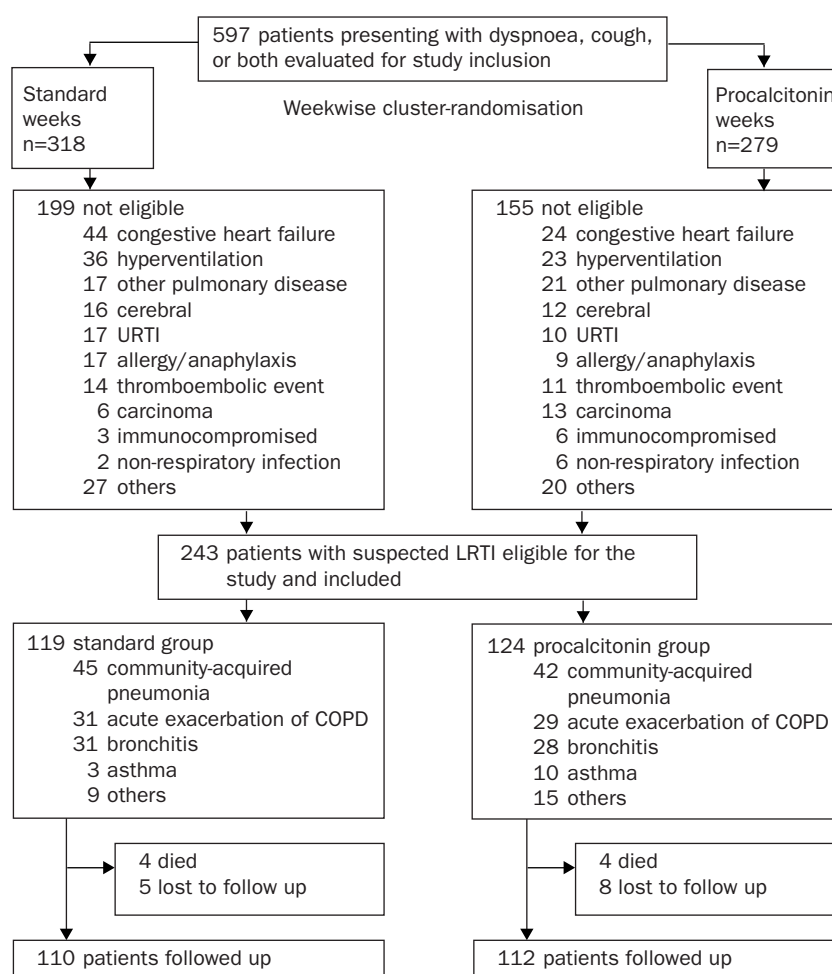 597 patients presenting with dyspnoea, cough,
or both evaluated for study inclusion
Standard
weeks
n=318
Weekwise cluster-randomisation
Procalcitonin
weeks
n=279
199 not eligible
44 congestive heart failure
36 hyperventilation
17 other pulmonary disease
16 cerebral
17 URTI
17 allergy/anaphylaxis
14 thromboembolic event
6 carcinoma
3 immunocompromised
2 non-respiratory infection
27 others
155 not eligible
24 congestive heart failure
23 hyperventilation
21 other pulmonary disease
12 cerebral
10 URTI
9 allergy/anaphylaxis
11 thromboembolic event
13 carcinoma
6 immunocompromised
6 non-respiratory infection
20 others
243 patients with suspected LRTI eligible for the
study and included
119 standard group
45 community-acquired
pneumonia
31 acute exacerbation of COPD
31 bronchitis
3 asthma
9 others
124 procalcitonin group
42 community-acquired
pneumonia
29 acute exacerbation of COPD
28 bronchitis
10 asthma
15 others
4 died
5 lost to follow up
4 died
8 lost to follow up
110 patients followed up
112 patients followed up